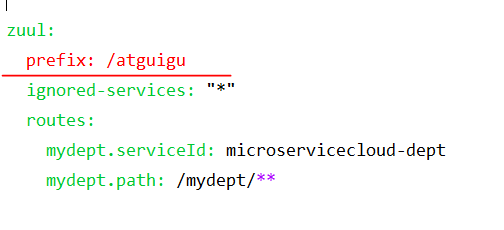 zuul:
  prefix: /atguigu
  ignored-services: "*"
  routes:
    mydept.serviceId: microservicecloud-dept
    mydept.path: /mydept/**